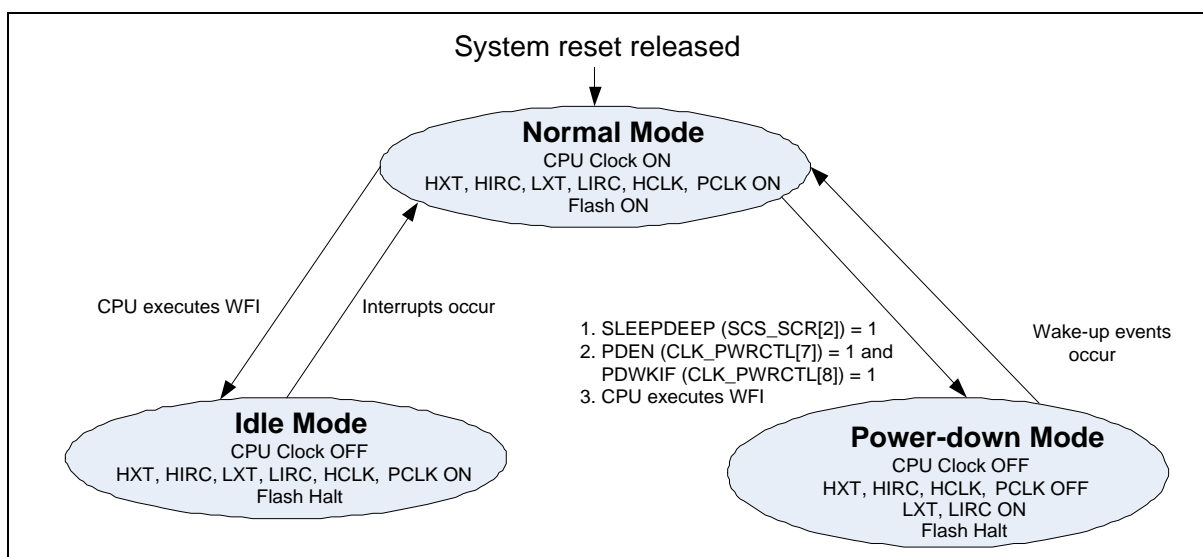 System reset released
Normal Mode
CPU Clock ON
HXT, HIRC, LXT, LIRC, HCLK, PCLK ON
Flash ON
CPU executes WFI
Interrupts occur
1. SLEEPDEEP (SCS_SCR[2]) = 1
2. PDEN (CLK_PWRCTL[7]) = 1 and
PDWKIF (CLK_PWRCTL[8]) = 1
3. CPU executes WFI
Wake-up events
occur
Idle Mode
CPU Clock OFF
HXT, HIRC, LXT, LIRC, HCLK, PCLK ON
Flash Halt
Power-down Mode
CPU Clock OFF
HXT, HIRC, HCLK, PCLK OFF
LXT, LIRC ON
Flash Halt